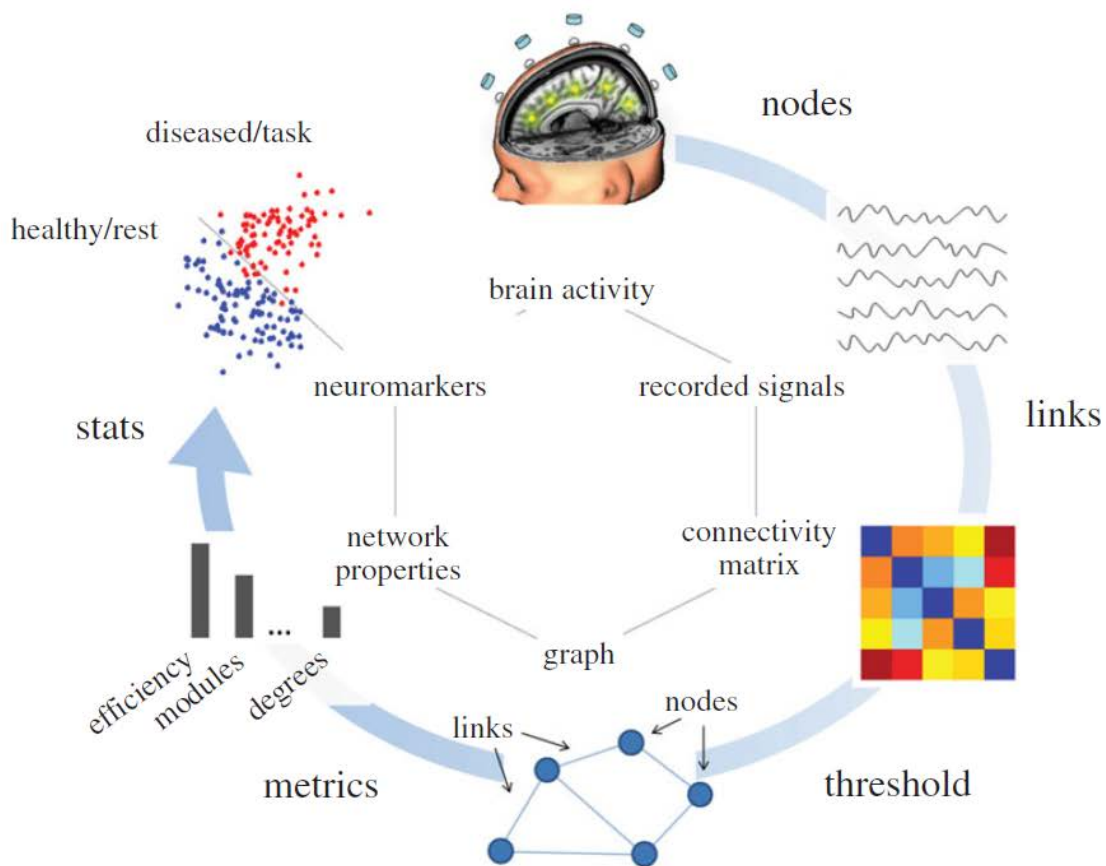 nodes
diseased/task
healthy/rest
brain activity
neuromarkers
recorded signals
stats
links
network
properties
connectivity
matrix
graph
efficiency
modules
...
degrees
links
nodes
metrics
threshold